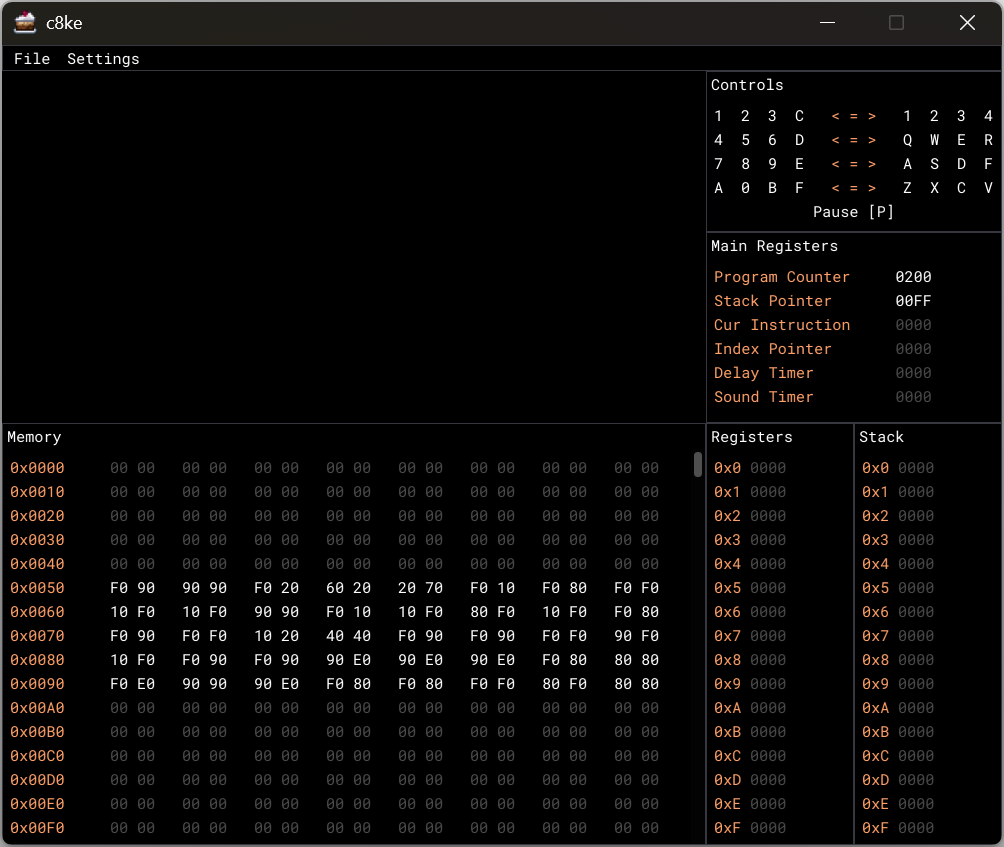 c8ke
File Settings
Controls
1 2 3 C < = > 1 2 3 4
4 5 6 D < = > Q W E R
7 8 9 E < = > A S D F
A 0 B F < = > Z X C V
Pause [P]
Main Registers
Program Counter 0200
Stack Pointer 00FF
Cur Instruction 0000
Index Pointer 0000
Delay Timer 0000
Sound Timer 0000
Memory
0x0000 00 00 00 00 00 00 00 00 00 00 00 00 00 00 00 00
0x0010 00 00 00 00 00 00 00 00 00 00 00 00 00 00 00 00
0x0020 00 00 00 00 00 00 00 00 00 00 00 00 00 00 00 00
0x0030 00 00 00 00 00 00 00 00 00 00 00 00 00 00 00 00
0x0040 00 00 00 00 00 00 00 00 00 00 00 00 00 00 00 00
0x0050 F0 90 90 90 F0 20 60 20 20 70 F0 10 F0 80 F0 F0
0x0060 10 F0 10 F0 90 90 F0 10 10 F0 80 F0 10 F0 F0 80
0x0070 F0 90 F0 F0 10 20 40 40 F0 90 F0 90 F0 F0 90 F0
0x0080 10 F0 F0 90 F0 90 90 E0 90 E0 90 E0 F0 80 80 80
0x0090 F0 E0 90 90 90 E0 F0 80 F0 80 F0 F0 80 F0 80 80
0x00A0 00 00 00 00 00 00 00 00 00 00 00 00 00 00 00 00
0x00B0 00 00 00 00 00 00 00 00 00 00 00 00 00 00 00 00
0x00C0 00 00 00 00 00 00 00 00 00 00 00 00 00 00 00 00
0x00D0 00 00 00 00 00 00 00 00 00 00 00 00 00 00 00 00
0x00E0 00 00 00 00 00 00 00 00 00 00 00 00 00 00 00 00
0x00F0 00 00 00 00 00 00 00 00 00 00 00 00 00 00 00 00
Registers
0x0 0000
0x1 0000
0x2 0000
0x3 0000
0x4 0000
0x5 0000
0x6 0000
0x7 0000
0x8 0000
0x9 0000
0xA 0000
0xB 0000
0xC 0000
0xD 0000
0xE 0000
0xF 0000
Stack
0x0 0000
0x1 0000
0x2 0000
0x3 0000
0x4 0000
0x5 0000
0x6 0000
0x7 0000
0x8 0000
0x9 0000
0xA 0000
0xB 0000
0xC 0000
0xD 0000
0xE 0000
0xF 0000